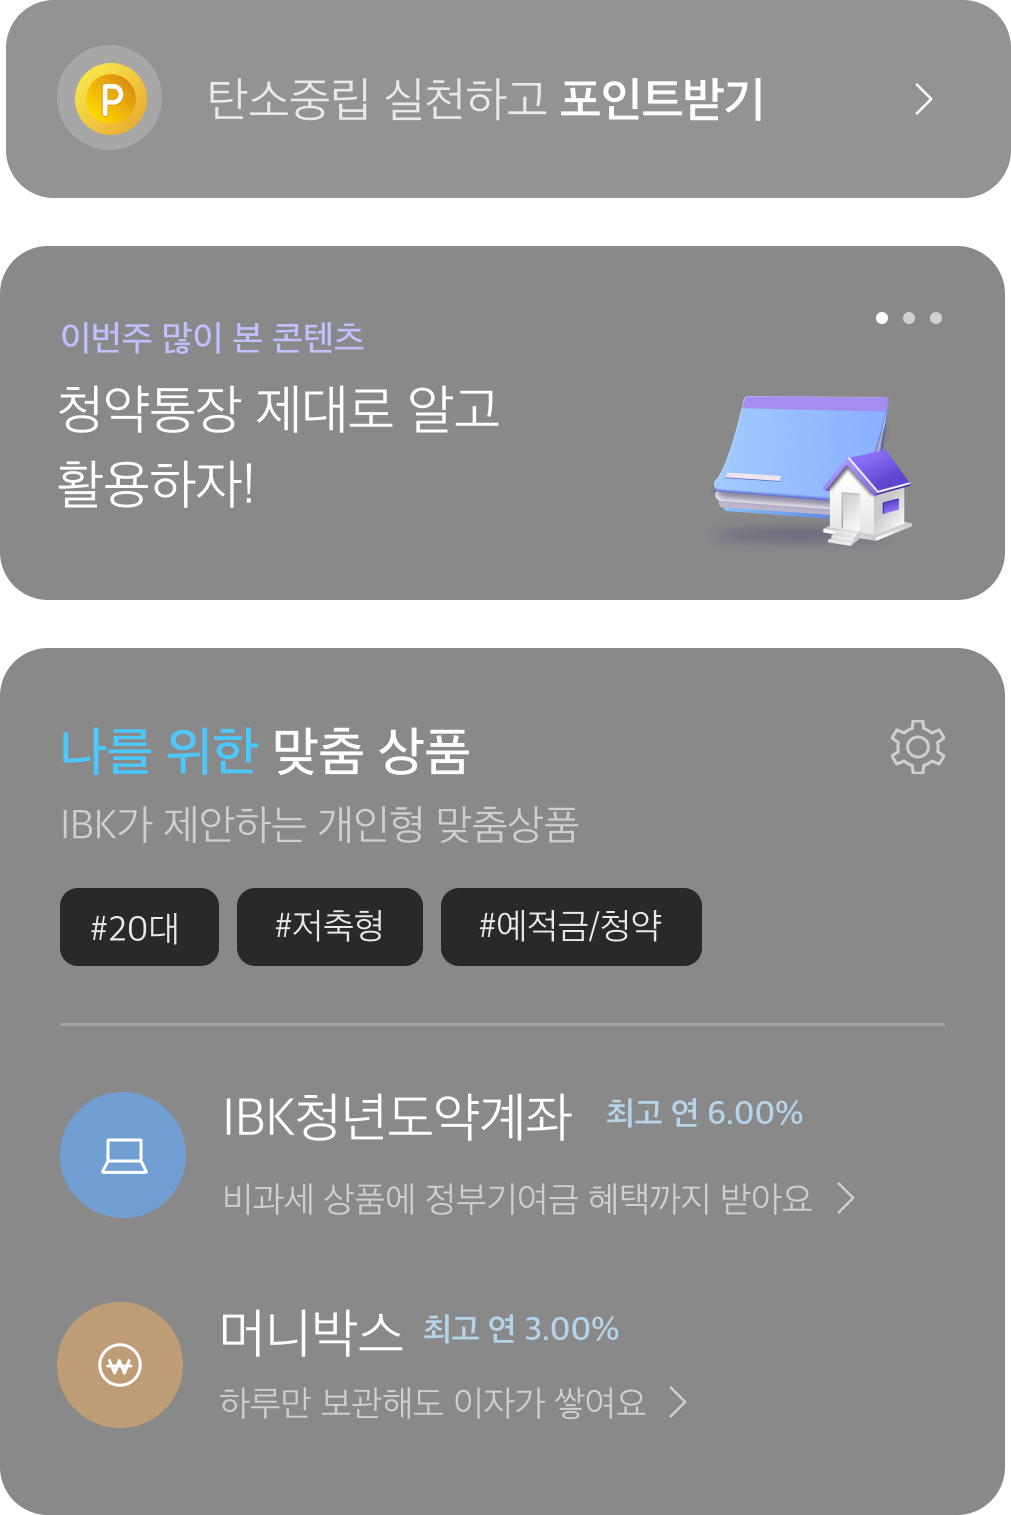 P
탄소중립 실천하고 포인트받기
이번주 많이 본 콘텐츠
청약통장 제대로 알고
활용하자!
나를 위한 맞춤 상품
IBK가 제안하는 개인형 맞춤상품
#20대 #저축형 #예적금/청약
IBK청년도약계좌 최고 연 6.00%
비과세 상품에 정부기여금 혜택까지 받아요
₩
머니박스 최고 연 3.00%
하루만 보관해도 이자가 쌓여요